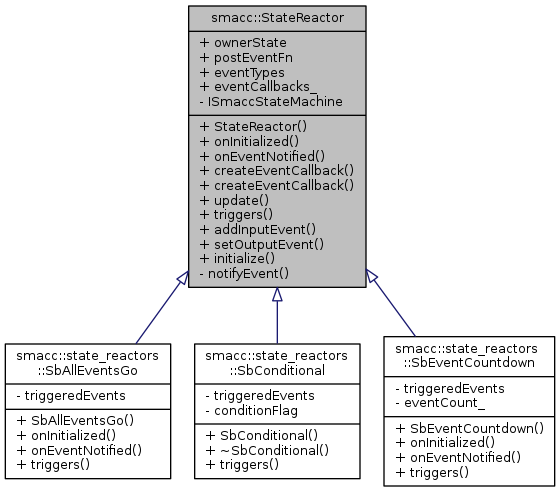 smacc::StateReactor
+ ownerState
+ postEventFn
+ eventTypes
+ eventCallbacks_
- ISmaccStateMachine
+ StateReactor()
+ onInitialized()
+ onEventNotified()
+ createEventCallback()
+ createEventCallback()
+ update()
+ triggers()
+ addInputEvent()
+ setOutputEvent()
+ initialize()
- notifyEvent()
smacc::state_reactors
::SbAllEventsGo
- triggeredEvents
+ SbAllEventsGo()
+ onInitialized()
+ onEventNotified()
+ triggers()
smacc::state_reactors
::SbConditional
- triggeredEvents
- conditionFlag
+ SbConditional()
+ ~SbConditional()
+ triggers()
smacc::state_reactors
::SbEventCountdown
- triggeredEvents
- eventCount_
+ SbEventCountdown()
+ onInitialized()
+ onEventNotified()
+ triggers()